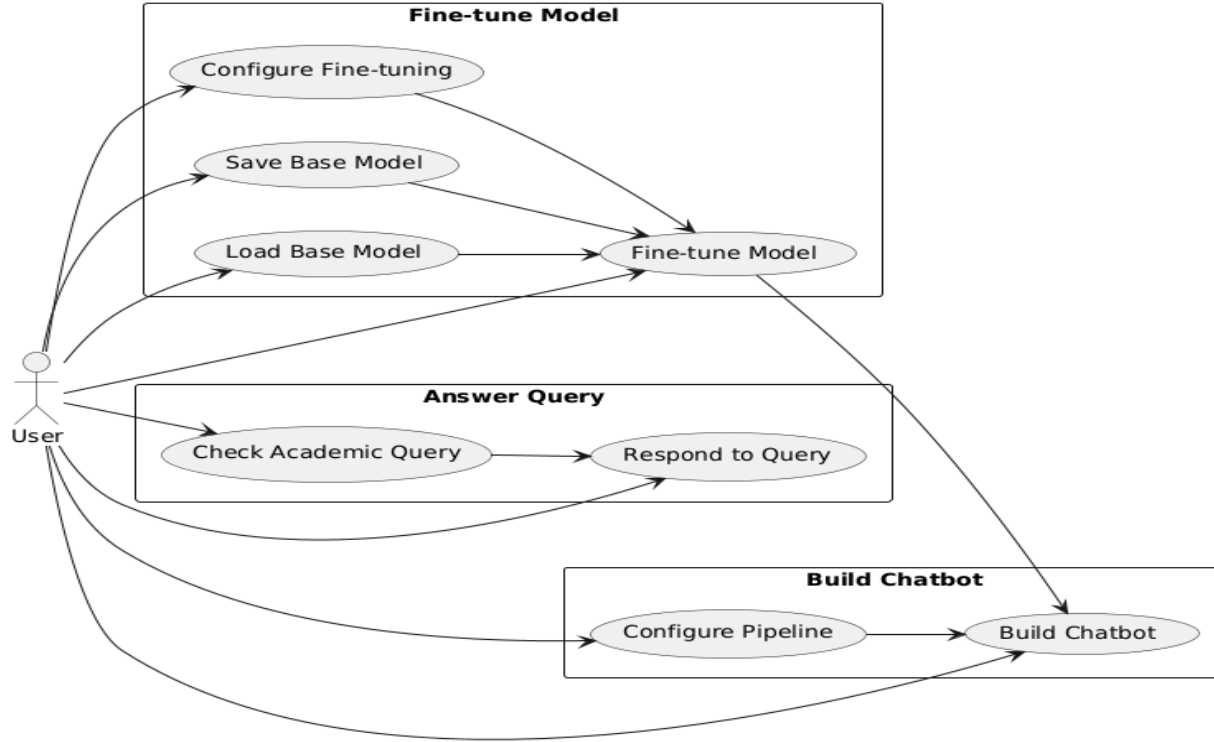 Fine-tune Model
Configure Fine-tuning
Save Base Model
Load Base Model
Fine-tune Model
User
Answer Query
Check Academic Query
Respond to Query
Build Chatbot
Configure Pipeline
Build Chatbot